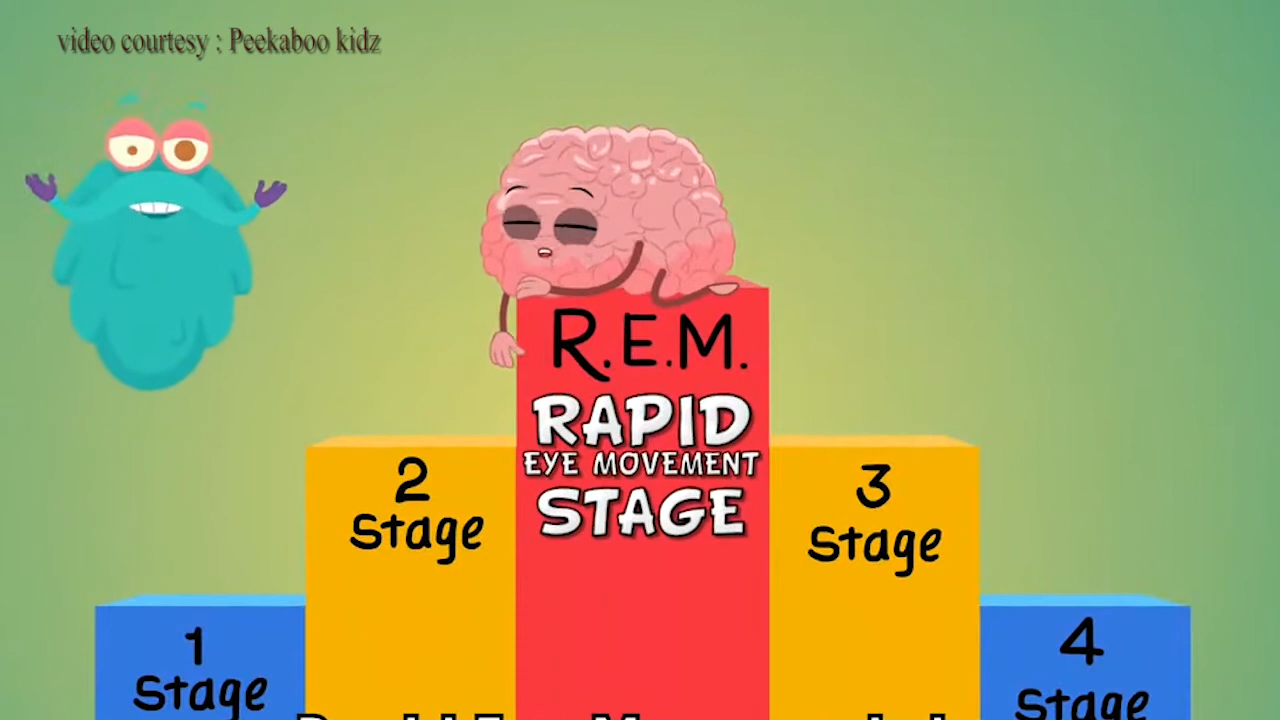 video courtesy : Peekaboo kidz
R.E.M.
RAPID
EYE MOVEMENT
STAGE
2
Stage
3
Stage
1
Stage
4
Stage